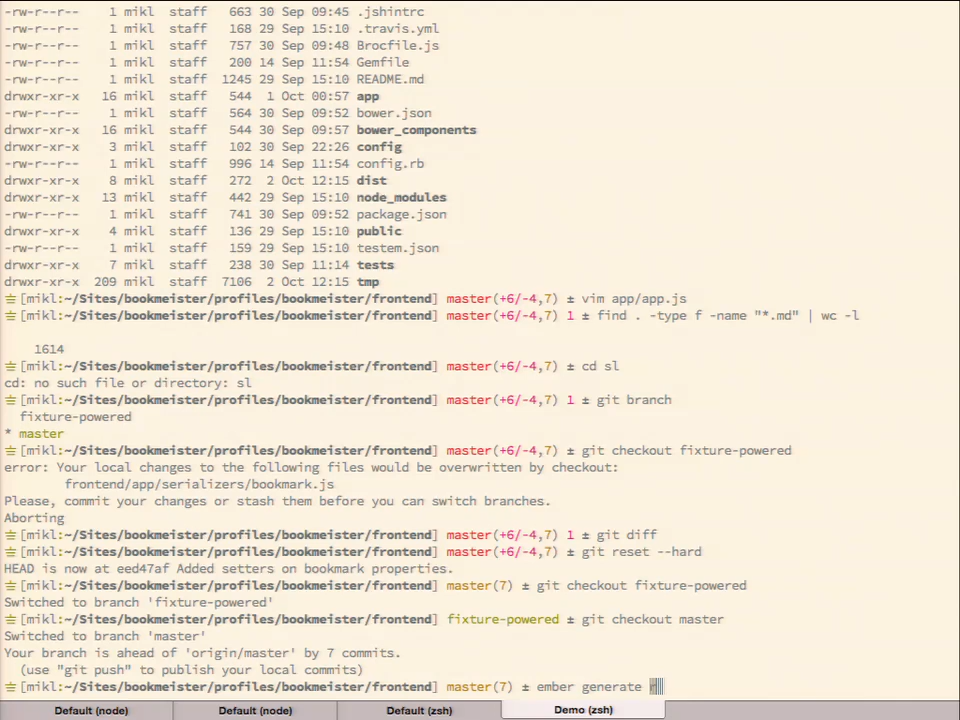 -rw-r--r--   1 mikl  staff   663 30 Sep 09:45 .jshintrc
-rw-r--r--   1 mikl  staff   168 29 Sep 15:10 .travis.yml
-rw-r--r--   1 mikl  staff   757 30 Sep 09:48 Brocfile.js
-rw-r--r--   1 mikl  staff   200 14 Sep 11:54 Gemfile
-rw-r--r--   1 mikl  staff  1245 29 Sep 15:10 README.md
drwxr-xr-x  16 mikl  staff   544  1 Oct 00:57 app
-rw-r--r--   1 mikl  staff   564 30 Sep 09:52 bower.json
drwxr-xr-x  16 mikl  staff   544 30 Sep 09:57 bower_components
drwxr-xr-x   3 mikl  staff   102 30 Sep 22:26 config
-rw-r--r--   1 mikl  staff   996 14 Sep 11:54 config.rb
drwxr-xr-x   8 mikl  staff   272  2 Oct 12:15 dist
drwxr-xr-x  13 mikl  staff   442 29 Sep 15:10 node_modules
-rw-r--r--   1 mikl  staff   741 30 Sep 09:52 package.json
drwxr-xr-x   4 mikl  staff   136 29 Sep 15:10 public
-rw-r--r--   1 mikl  staff   159 29 Sep 15:10 testem.json
drwxr-xr-x   7 mikl  staff   238 30 Sep 11:14 tests
drwxr-xr-x 209 mikl  staff  7106  2 Oct 12:15 tmp
[mikl:~/Sites/bookmeister/profiles/bookmeister/frontend] master(+6/-4,7) ± vim app/app.js
[mikl:~/Sites/bookmeister/profiles/bookmeister/frontend] master(+6/-4,7) 1 ± find . -type f -name "*.md" | wc -l
1614
[mikl:~/Sites/bookmeister/profiles/bookmeister/frontend] master(+6/-4,7) ± cd sl
cd: no such file or directory: sl
[mikl:~/Sites/bookmeister/profiles/bookmeister/frontend] master(+6/-4,7) 1 ± git branch
fixture-powered
* master
[mikl:~/Sites/bookmeister/profiles/bookmeister/frontend] master(+6/-4,7) ± git checkout fixture-powered
error: Your local changes to the following files would be overwritten by checkout:
frontend/app/serializers/bookmark.js
Please, commit your changes or stash them before you can switch branches.
Aborting
[mikl:~/Sites/bookmeister/profiles/bookmeister/frontend] master(+6/-4,7) 1 ± git diff
[mikl:~/Sites/bookmeister/profiles/bookmeister/frontend] master(+6/-4,7) ± git reset --hard
HEAD is now at eed47af Added setters on bookmark properties.
[mikl:~/Sites/bookmeister/profiles/bookmeister/frontend] master(7) ± git checkout fixture-powered
Switched to branch 'fixture-powered'
[mikl:~/Sites/bookmeister/profiles/bookmeister/frontend] fixture-powered ± git checkout master
Switched to branch 'master'
Your branch is ahead of 'origin/master' by 7 commits.
(use "git push" to publish your local commits)
[mikl:~/Sites/bookmeister/profiles/bookmeister/frontend] master(7) ± ember generate
Default (node) Default (node) Default (zsh) Demo (zsh)